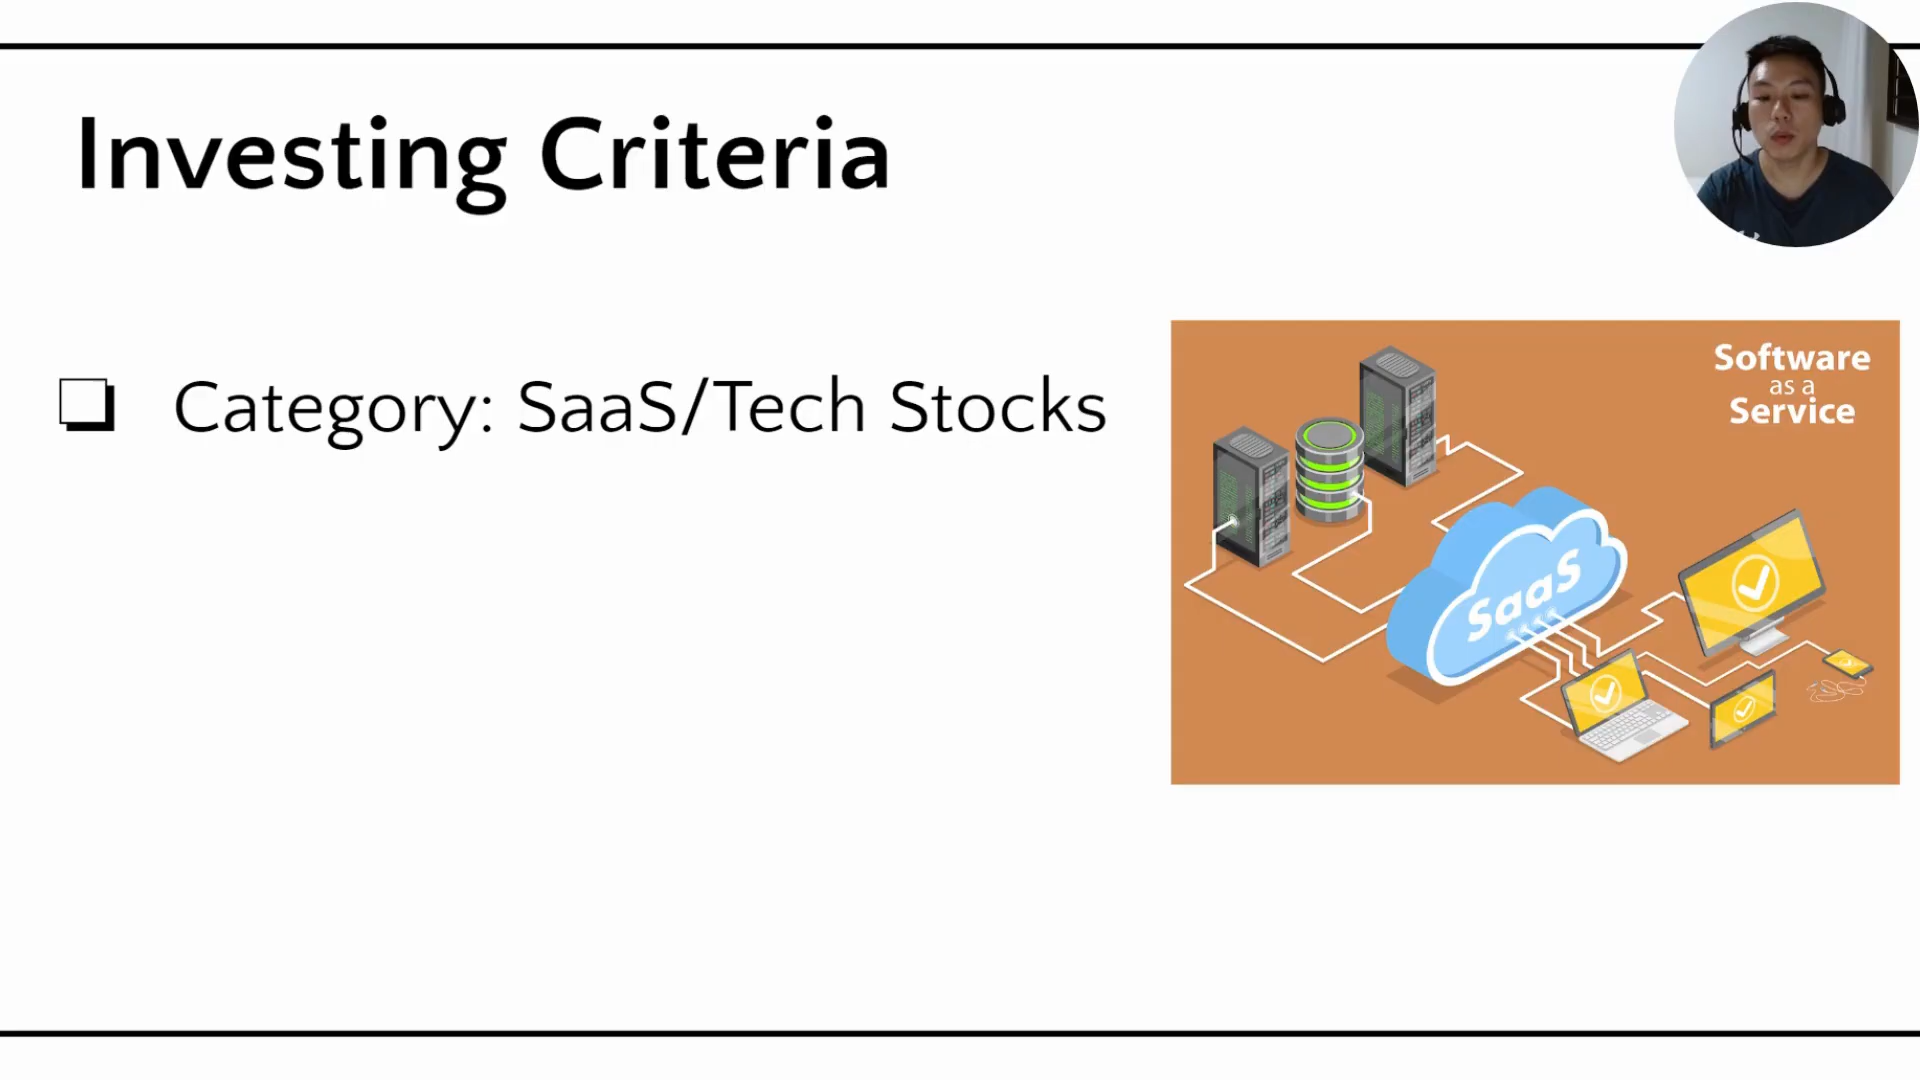 Investing Criteria
Category: SaaS/Tech Stocks
Software
as a
Service
SaaS